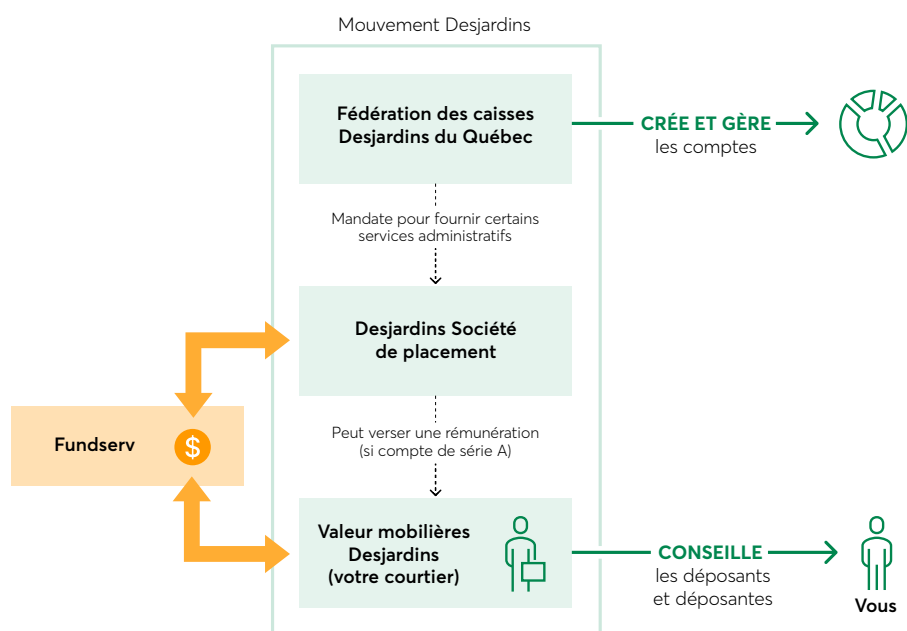 Mouvement Desjardins
Fédération des caisses
Desjardins du Québec
CRÉE ET GÈRE
les comptes
Mandate pour fournir certains
services administratifs
Desjardins Société
de placement
Fundserv
$
Peut verser une rémunération
(si compte de série A)
Valeur mobilières
Desjardins
(votre courtier)
CONSEILLE
les déposants
et déposantes
Vous